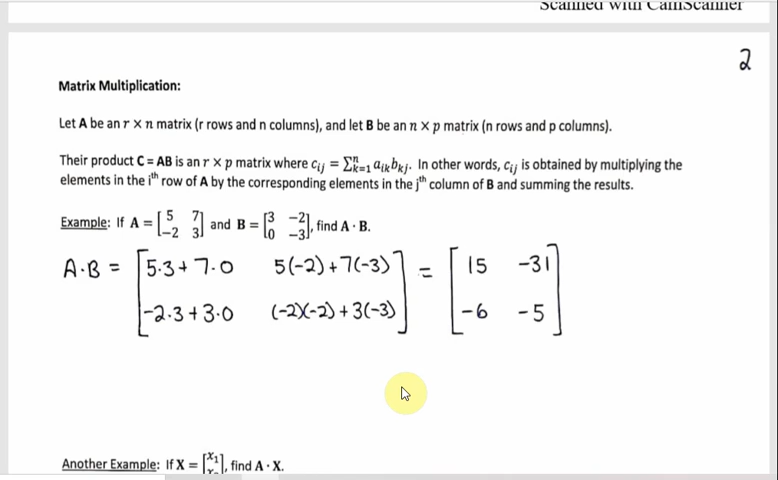 Scanned with CamScanner
2
Matrix Multiplication:
Let A be an r × n matrix (r rows and n columns), and let B be an n × p matrix (n rows and p columns).
Their product C = AB is an r × p matrix where cᵢⱼ = Σⁿₖ₌₁ aᵢₖbₖⱼ. In other words, cᵢⱼ is obtained by multiplying the
elements in the iᵗʰ row of A by the corresponding elements in the jᵗʰ column of B and summing the results.
Example: If A = [5 7; -2 3] and B = [3 -2; 0 -3], find A · B.
A·B = [5·3+7·0 5(-2)+7(-3); -2·3+3·0 (-2)(-2)+3(-3)] = [15 -31; -6 -5]
Another Example: If X = [x₁], find A · X.